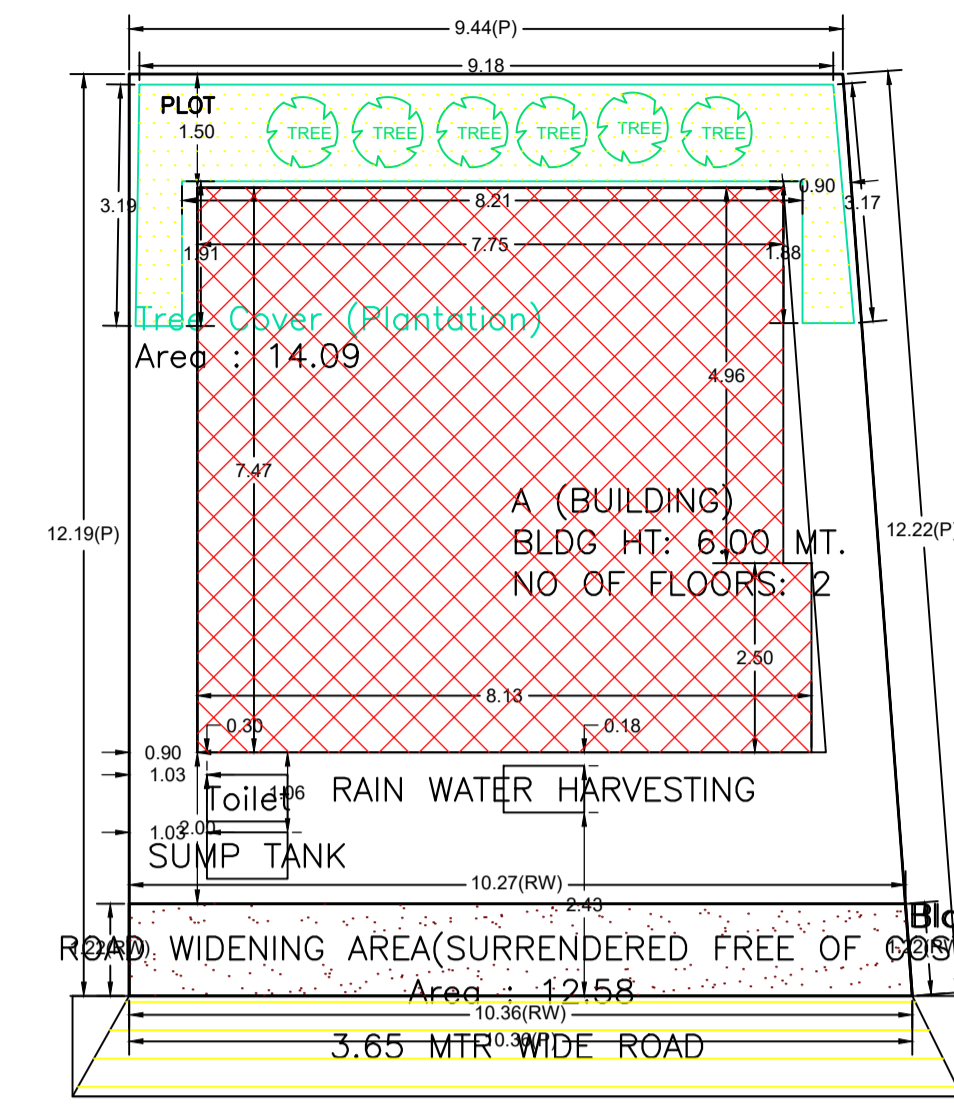 9.44(P)
9.18
PLOT
1.50
TREE TREE TREE TREE TREE TREE
0.90
3.19
8.21
3.17
7.75
1.91
1.88
Tree Cover (Plantation)
Area : 14.09
4.96
7.47
A (BUILDING)
12.19(P)
12.22(P)
BLDG HT: 6.00 MT.
NO OF FLOORS: 2
2.50
8.13
0.30
0.18
0.90
1.03
Toilet
1.06
RAIN WATER HARVESTING
1.03
2.00
SUMP TANK
10.27(RW)
2.43
ROAD WIDENING AREA(SURRENDERED FREE OF COS
1.22(RW)
Area : 12.58
10.36(RW)
10.36(P)
3.65 MTR WIDE ROAD